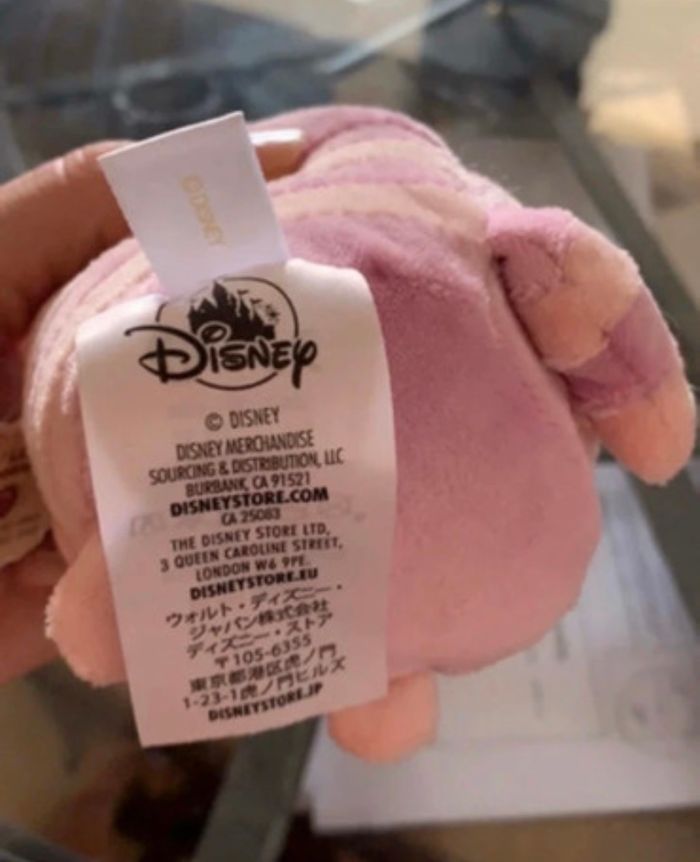 © DISNEY
DISNEY
© DISNEY
DISNEY MERCHANDISE
SOURCING & DISTRIBUTION, LLC
BURBANK, CA 91521
DISNEYSTORE.COM
CA 25083
THE DISNEY STORE LTD,
3 QUEEN CAROLINE STREET,
LONDON W6 9PE.
DISNEYSTORE.EU
ウォルト・ディズニー・
ジャパン株式会社
ディズニー・ストア
〒105-6355
東京都港区虎ノ門
1-23-1虎ノ門ヒルズ
DISNEYSTORE.JP